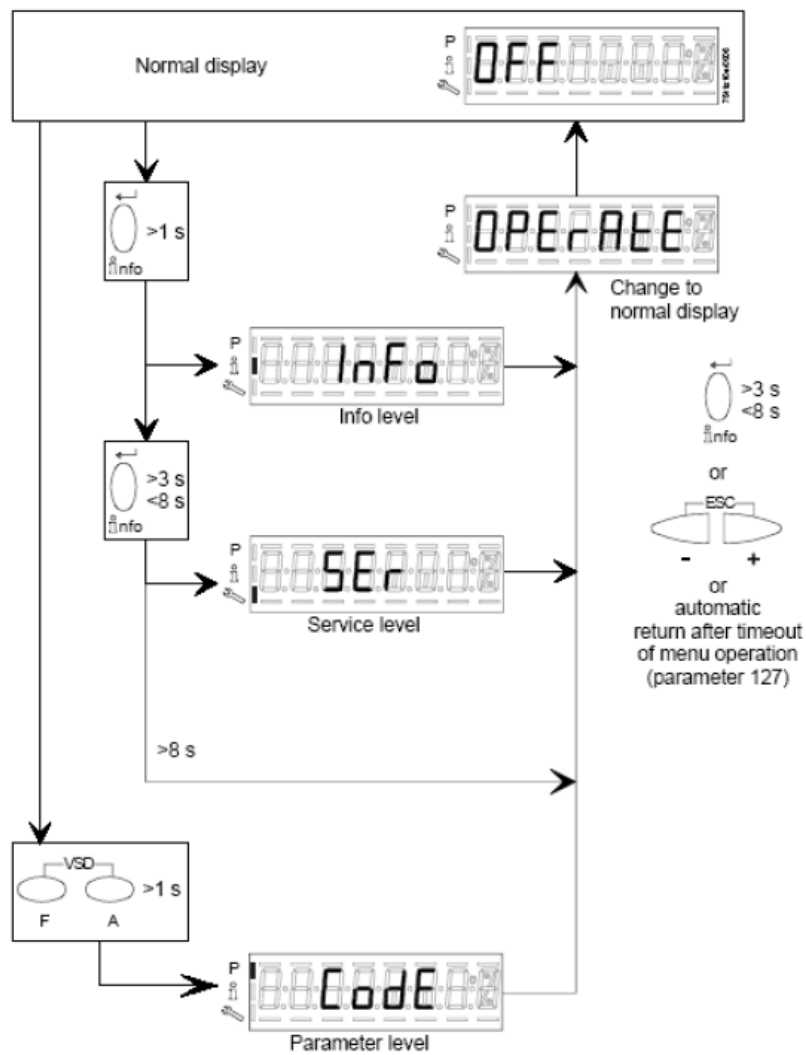 Normal display
P
OFF
i
>1 s
info
P
OPErAtE
i
Change to
normal display
P
InFo
i
Info level
>3 s
<8 s
info
>3 s
<8 s
info
or
ESC
- +
or
automatic
return after timeout
of menu operation
(parameter 127)
P
SEr
i
Service level
>8 s
VSD
>1 s
F A
P
CodE
i
Parameter level